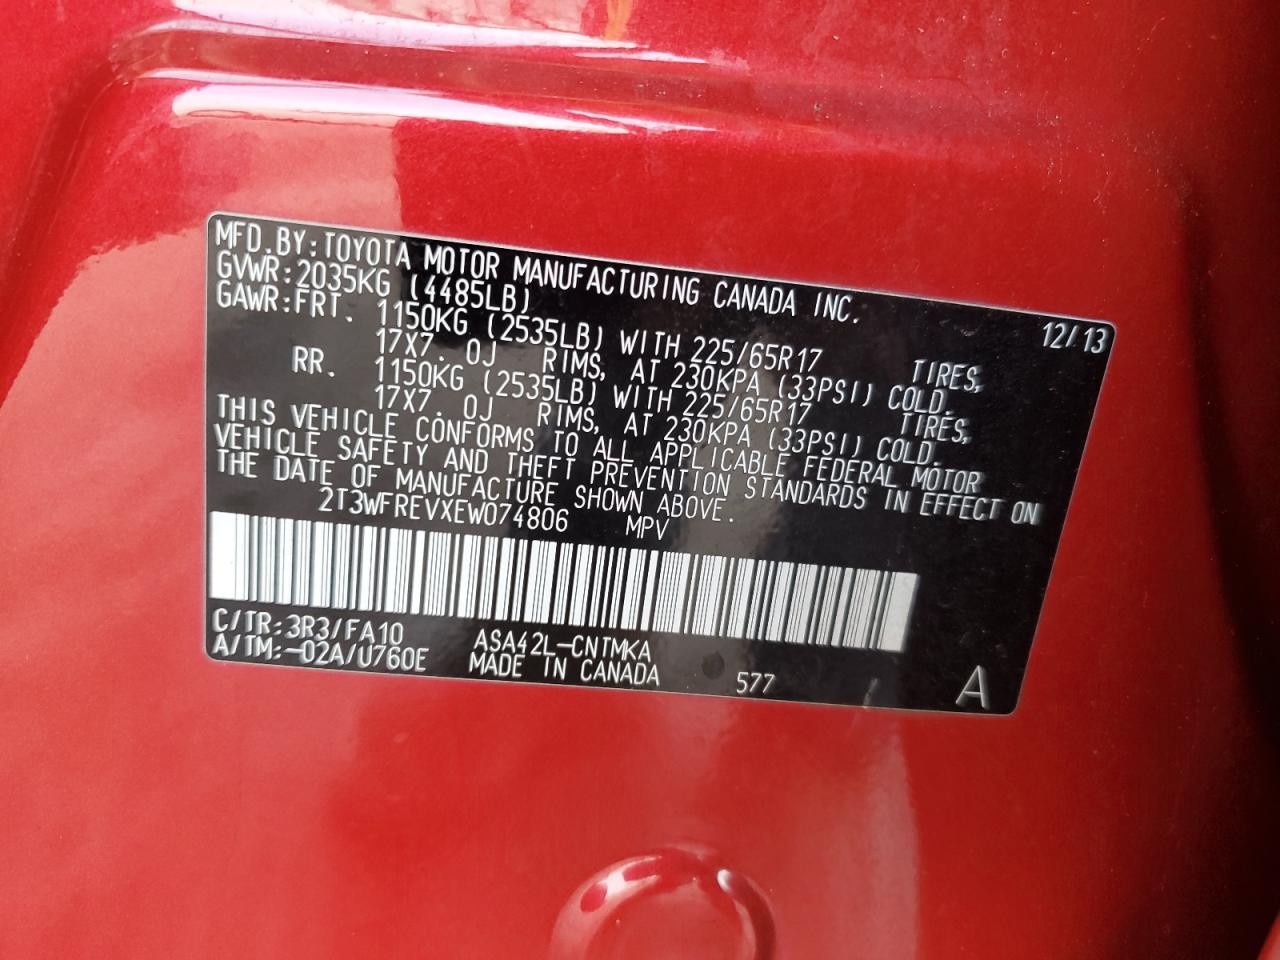 MFD.BY:TOYOTA MOTOR MANUFACTURING CANADA INC.
GVWR:2035KG (4485LB) 12/13
GAWR:FRT. 1150KG (2535LB) WITH 225/65R17 TIRES,
17X7.0J RIMS, AT 230KPA (33PSI) COLD.
RR. 1150KG (2535LB) WITH 225/65R17 TIRES,
17X7.0J RIMS, AT 230KPA (33PSI) COLD.
THIS VEHICLE CONFORMS TO ALL APPLICABLE FEDERAL MOTOR
VEHICLE SAFETY AND THEFT PREVENTION STANDARDS IN EFFECT ON
THE DATE OF MANUFACTURE SHOWN ABOVE.
2T3WFREVXEW074806 MPV
C/TR:3R3/FA10 ASA42L-CNTMKA
A/TM:-02A/U760E MADE IN CANADA 577 A